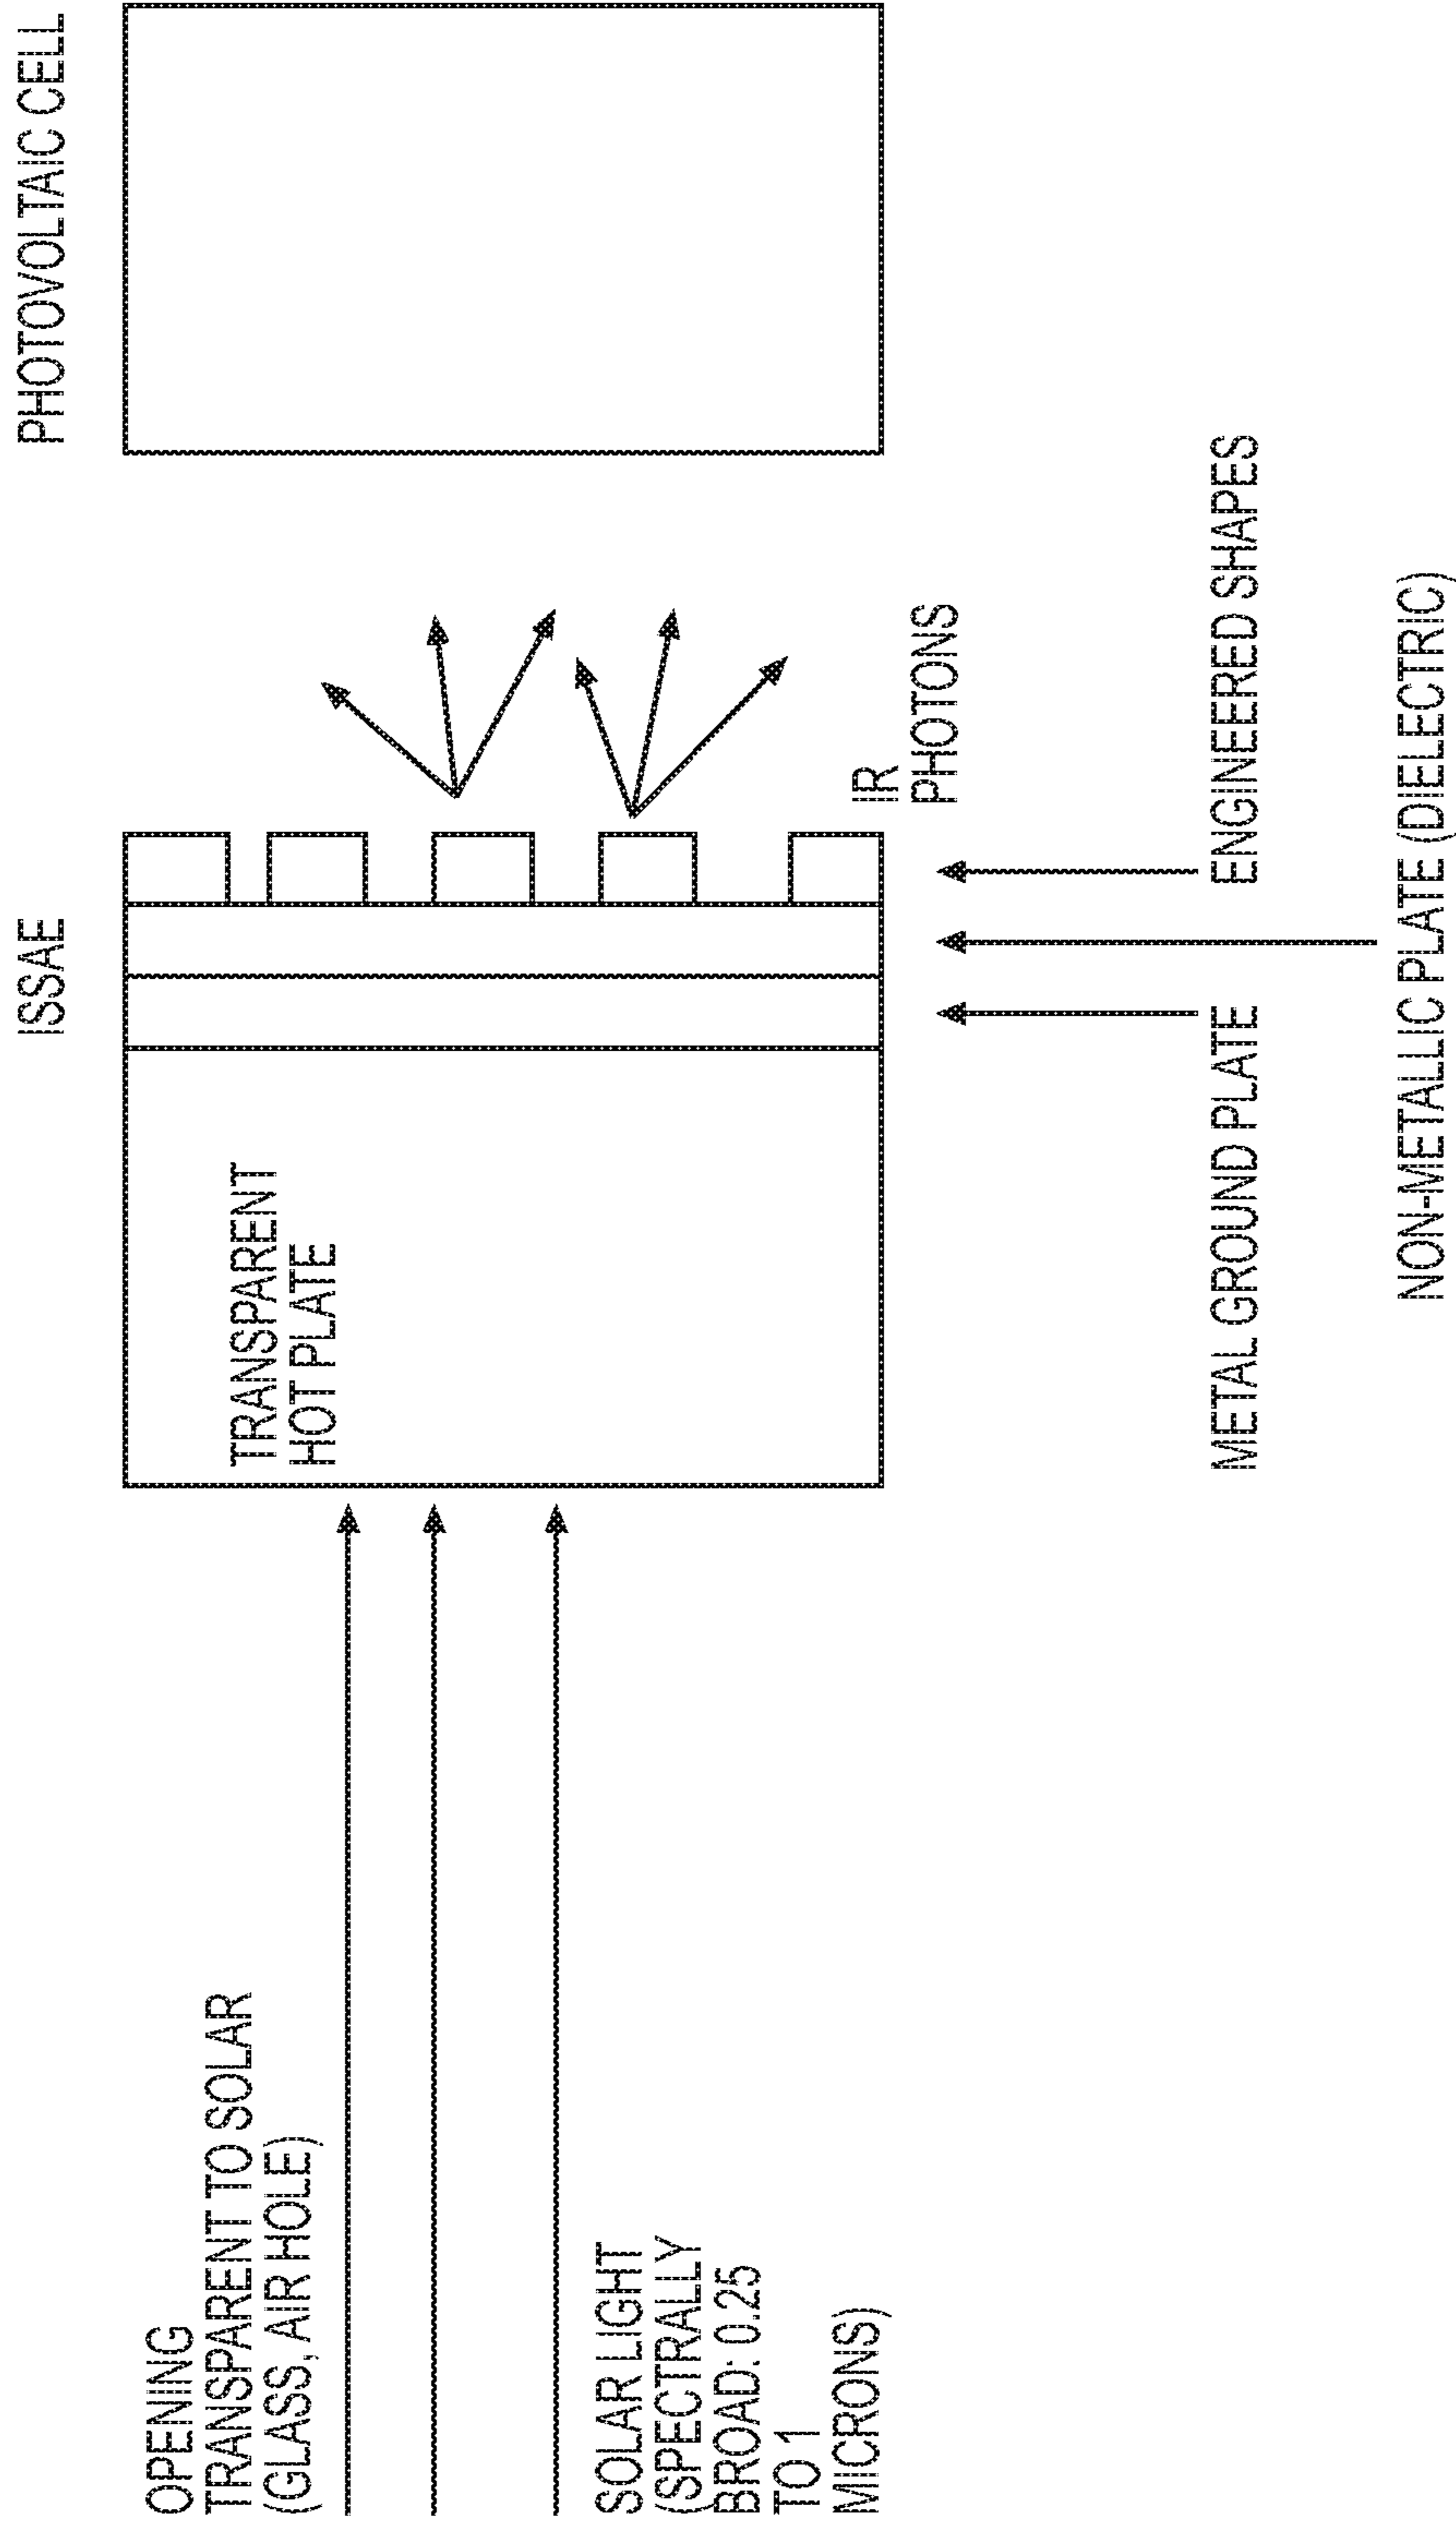 OPENING
TRANSPARENT TO SOLAR
(GLASS, AIR HOLE)
SOLAR LIGHT
(SPECTRALLY
BROAD: 0.25
TO 1
MICRONS)
TRANSPARENT
HOT PLATE
ISSAE
PHOTOVOLTAIC CELL
IR
PHOTONS
METAL GROUND PLATE
ENGINEERED SHAPES
NON-METALLIC PLATE (DIELECTRIC)